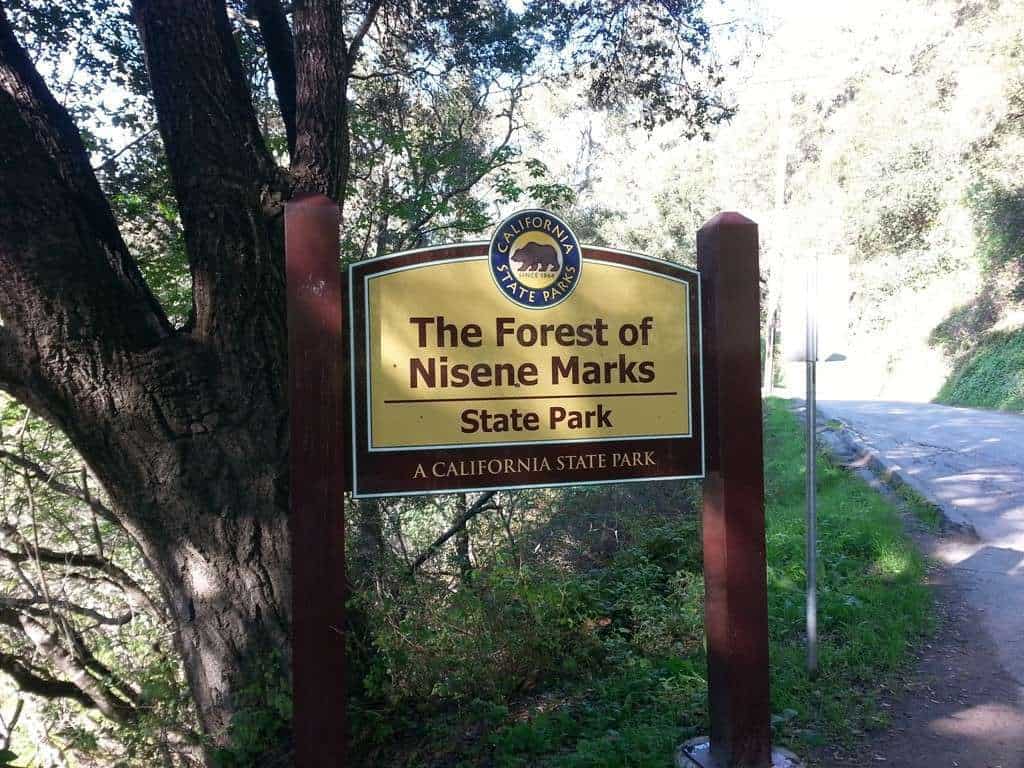 CALIFORNIA
SINCE 1864
STATE PARKS
The Forest of
Nisene Marks
State Park
A CALIFORNIA STATE PARK